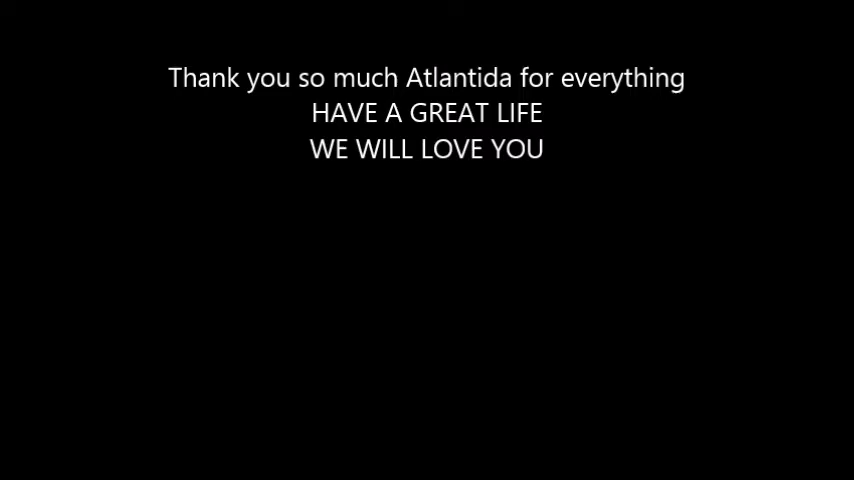 Thank you so much Atlantida for everything
HAVE A GREAT LIFE
WE WILL LOVE YOU